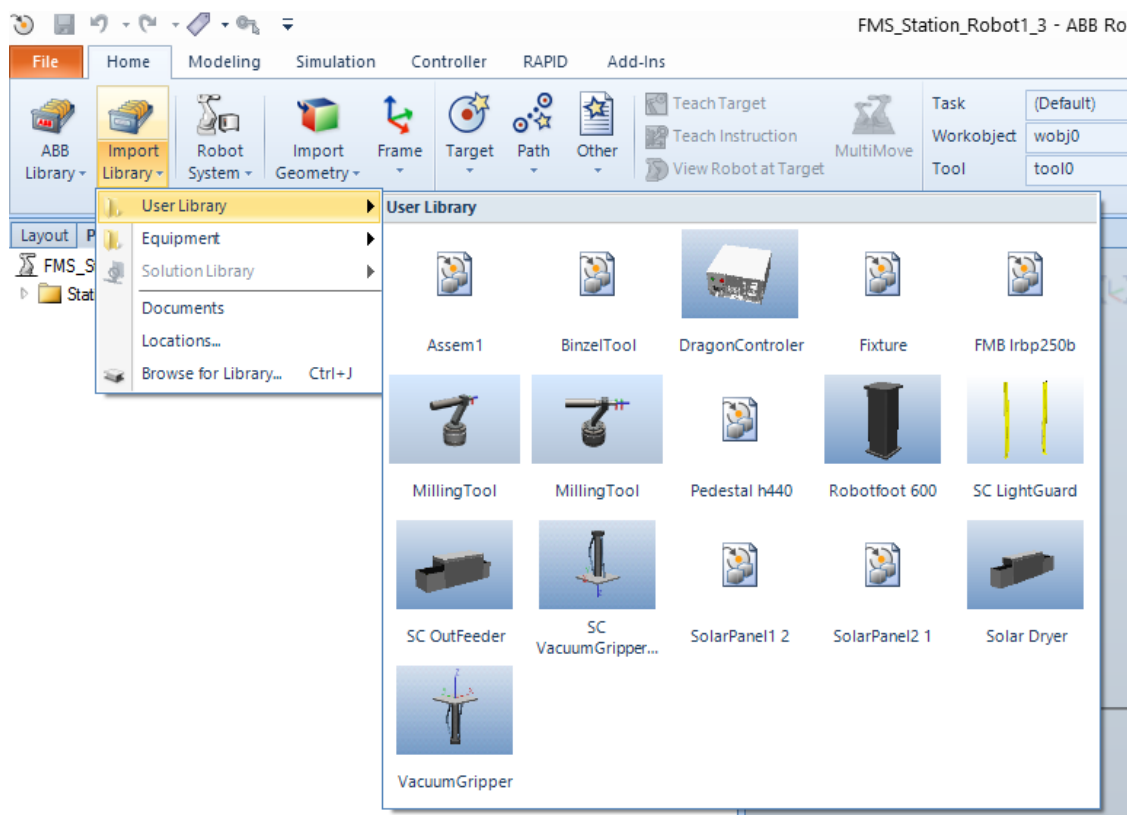 FMS_Station_Robot1_3 - ABB Ro
File Home Modeling Simulation Controller RAPID Add-Ins
ABB Library
Import Library
Robot System
Import Geometry
Frame
Target
Path
Other
Teach Target
Teach Instruction
View Robot at Target
MultiMove
Task (Default)
Workobject wobj0
Tool tool0
Layout P
FMS_S
Stat
User Library
Equipment
Solution Library
Documents
Locations...
Browse for Library... Ctrl+J
User Library
Assem1 BinzelTool DragonControler Fixture FMB Irbp250b
MillingTool MillingTool Pedestal h440 Robotfoot 600 SC LightGuard
SC OutFeeder SC VacuumGripper... SolarPanel1 2 SolarPanel2 1 Solar Dryer
VacuumGripper